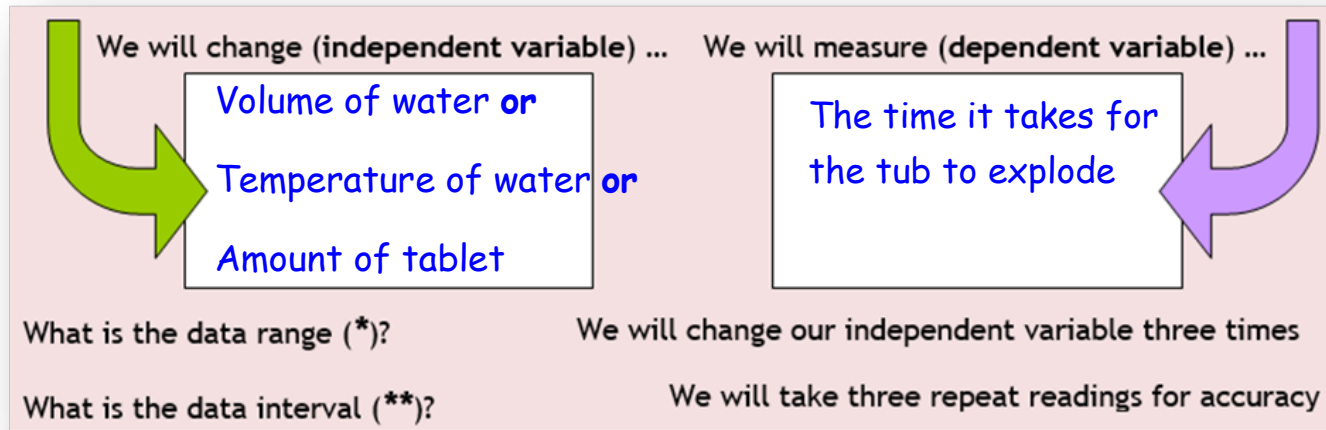 We will change (independent variable) ...
We will measure (dependent variable) ...
Volume of water or
Temperature of water or
Amount of tablet
The time it takes for
the tub to explode
What is the data range (*)?
We will change our independent variable three times
What is the data interval (**)?
We will take three repeat readings for accuracy